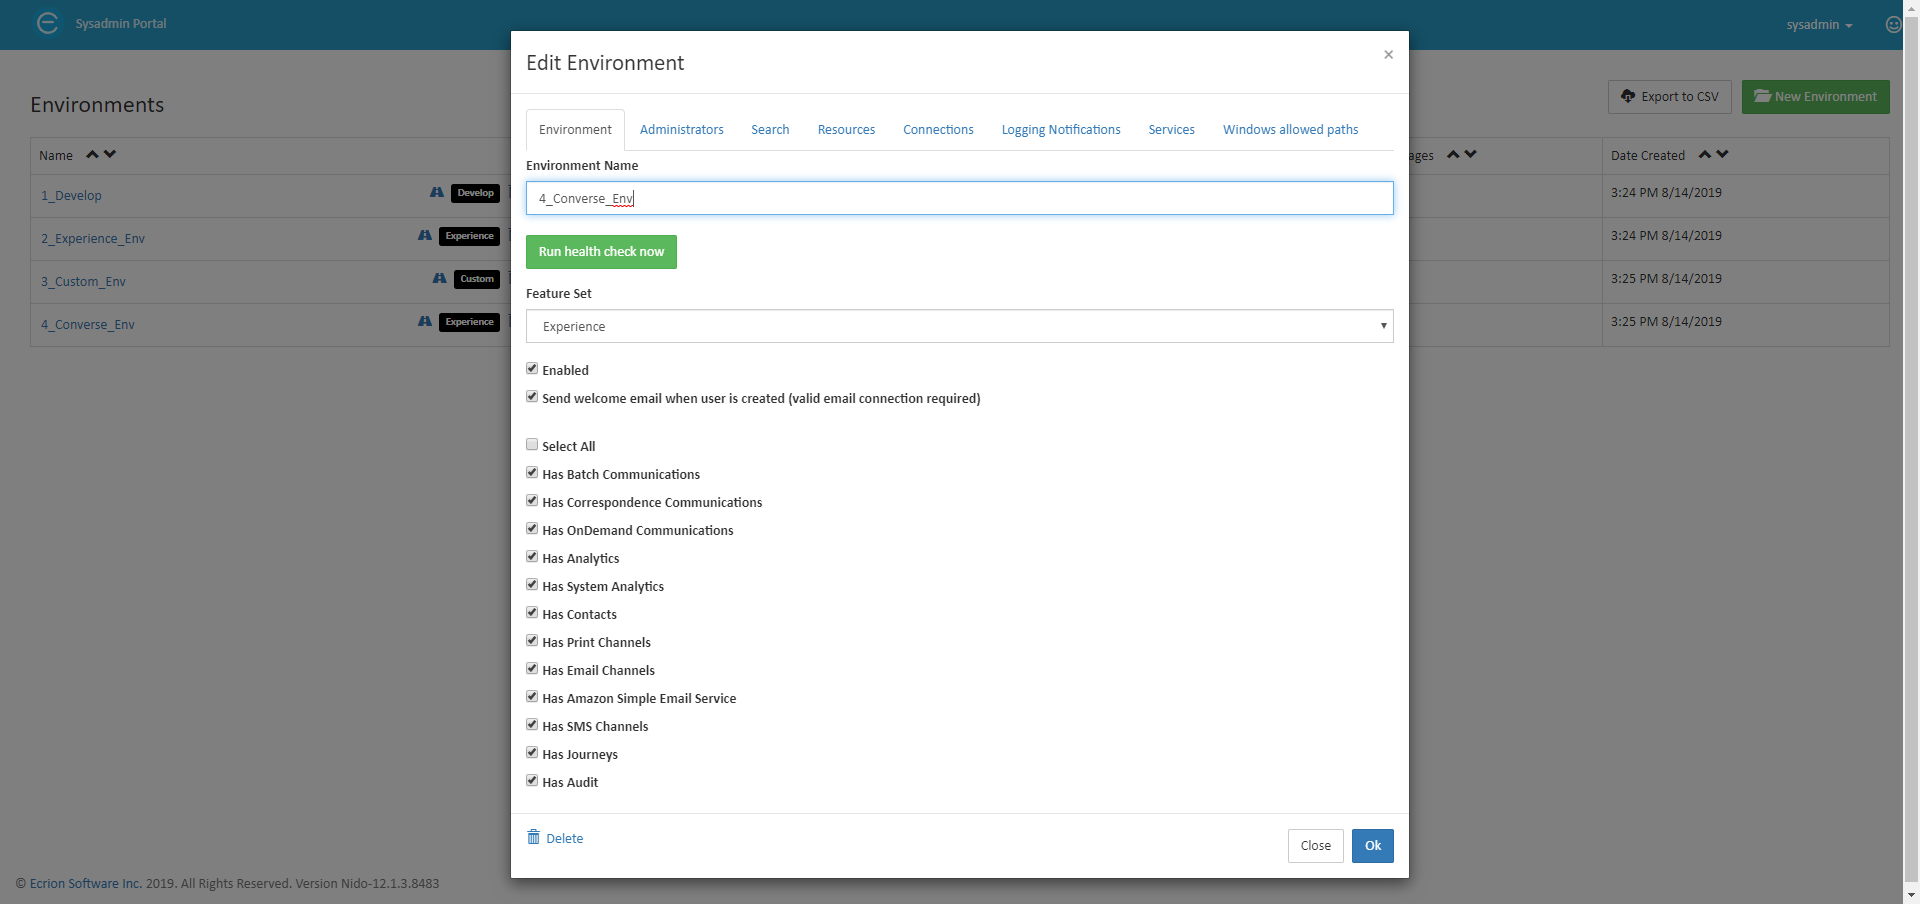 Sysadmin Portal
sysadmin
Environments
Export to CSV
New Environment
Name
ages
Date Created
1_Develop
Develop
3:24 PM 8/14/2019
2_Experience_Env
Experience
3:24 PM 8/14/2019
3_Custom_Env
Custom
3:25 PM 8/14/2019
4_Converse_Env
Experience
3:25 PM 8/14/2019
Edit Environment
×
Environment
Administrators
Search
Resources
Connections
Logging Notifications
Services
Windows allowed paths
Environment Name
4_Converse_Env
Run health check now
Feature Set
Experience
Enabled
Send welcome email when user is created (valid email connection required)
Select All
Has Batch Communications
Has Correspondence Communications
Has OnDemand Communications
Has Analytics
Has System Analytics
Has Contacts
Has Print Channels
Has Email Channels
Has Amazon Simple Email Service
Has SMS Channels
Has Journeys
Has Audit
Delete
Close
Ok
© Ecrion Software Inc. 2019. All Rights Reserved. Version Nido-12.1.3.8483